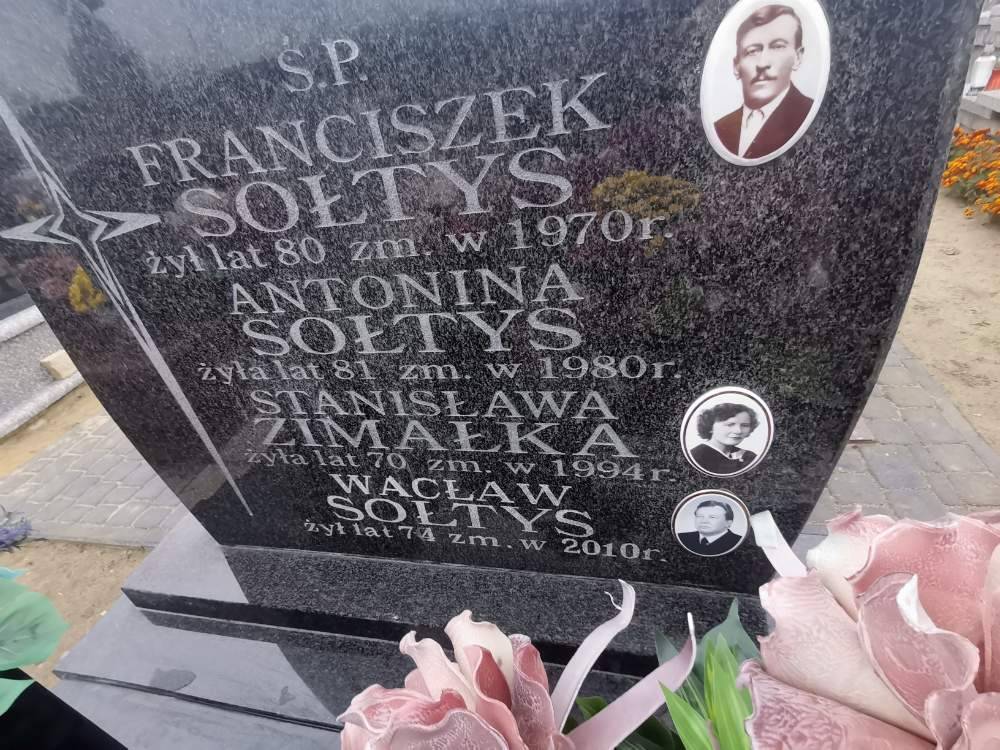 Ś.P.
FRANCISZEK
SOŁTYS
żył lat 80 zm. w 1970r.
ANTONINA
SOŁTYS
żyła lat 81 zm. w 1980r.
STANISŁAWA
ZIMAŁKA
żyła lat 70 zm. w 1994r.
WACŁAW
SOŁTYS
żył lat 74 zm. w 2010r.